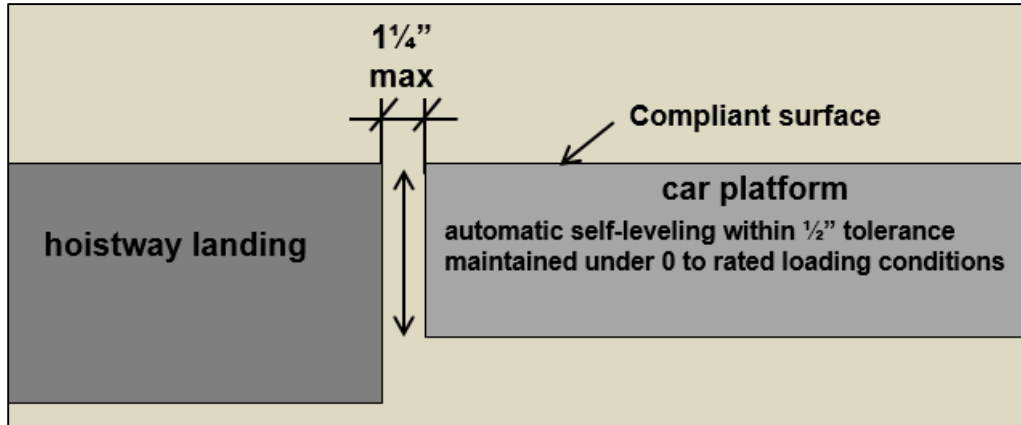 1¼”
max
Compliant surface
car platform
hoistway landing
automatic self-leveling within ½” tolerance
maintained under 0 to rated loading conditions